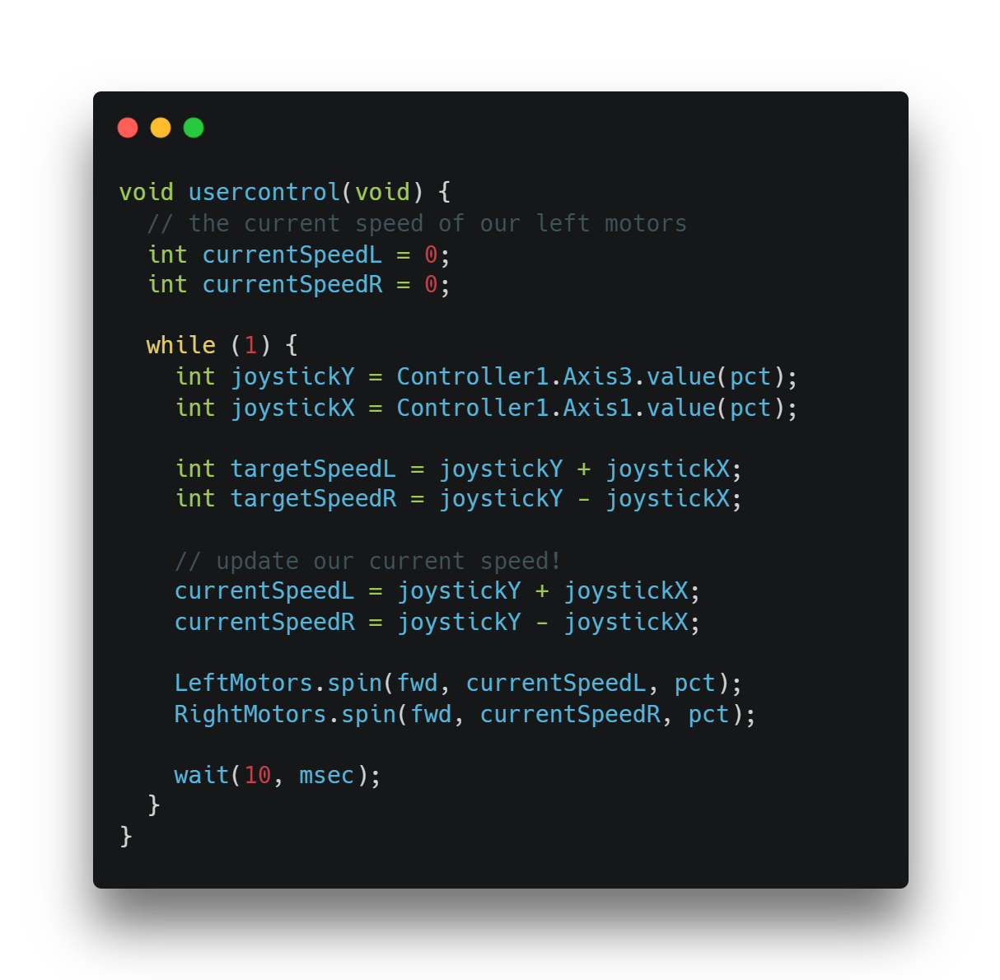 void usercontrol(void) {
  // the current speed of our left motors
  int currentSpeedL = 0;
  int currentSpeedR = 0;

  while (1) {
    int joystickY = Controller1.Axis3.value(pct);
    int joystickX = Controller1.Axis1.value(pct);

    int targetSpeedL = joystickY + joystickX;
    int targetSpeedR = joystickY - joystickX;

    // update our current speed!
    currentSpeedL = joystickY + joystickX;
    currentSpeedR = joystickY - joystickX;

    LeftMotors.spin(fwd, currentSpeedL, pct);
    RightMotors.spin(fwd, currentSpeedR, pct);

    wait(10, msec);
  }
}